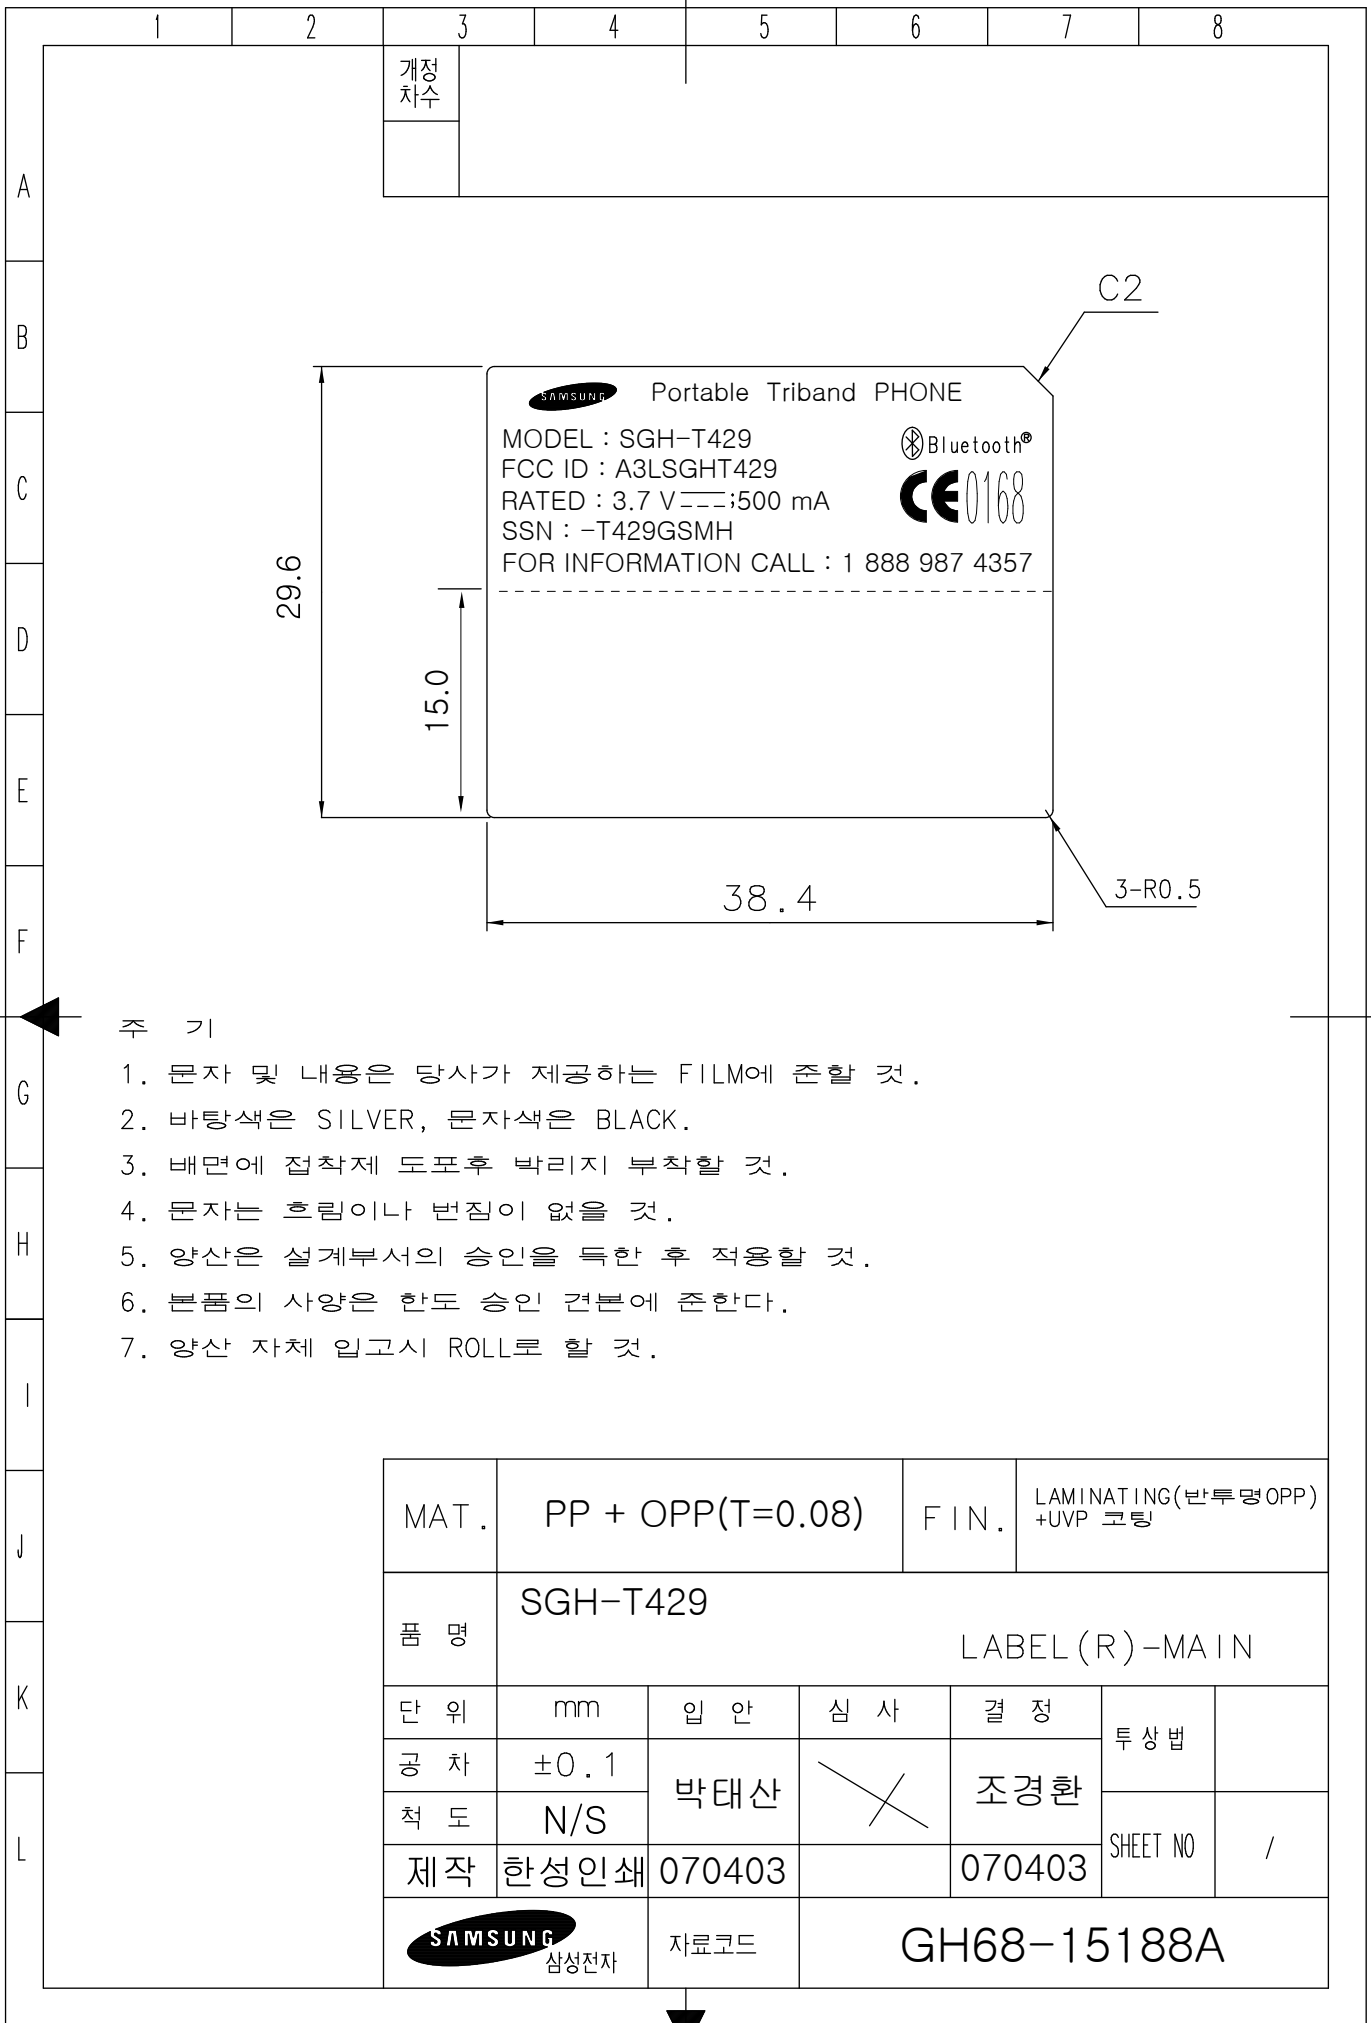 1 2 3 4 5 6 7 8
개정
차수
A
B
C
D
E
F
G
H
I
J
K
L
C2
SAMSUNG Portable Triband PHONE
MODEL : SGH-T429
Bluetooth®
FCC ID : A3LSGHT429
CE0168
RATED : 3.7 V ⎓;500 mA
SSN : -T429GSMH
FOR INFORMATION CALL : 1 888 987 4357
29.6
15.0
38.4
3-R0.5
주 기
1. 문자 및 내용은 당사가 제공하는 FILM에 준할 것.
2. 바탕색은 SILVER, 문자색은 BLACK.
3. 배면에 접착제 도포후 박리지 부착할 것.
4. 문자는 흐림이나 번짐이 없을 것.
5. 양산은 설계부서의 승인을 득한 후 적용할 것.
6. 본품의 사양은 한도 승인 견본에 준한다.
7. 양산 자체 입고시 ROLL로 할 것.
MAT. PP + OPP(T=0.08) FIN. LAMINATING(반투명OPP)
+UVP 코팅
품 명 SGH-T429
LABEL(R)-MAIN
단 위 mm 입 안 심 사 결 정 투상법
공 차 ±0.1 박태산 조경환
척 도 N/S SHEET NO /
제작 한성인쇄 070403 070403
SAMSUNG 삼성전자 자료코드 GH68-15188A